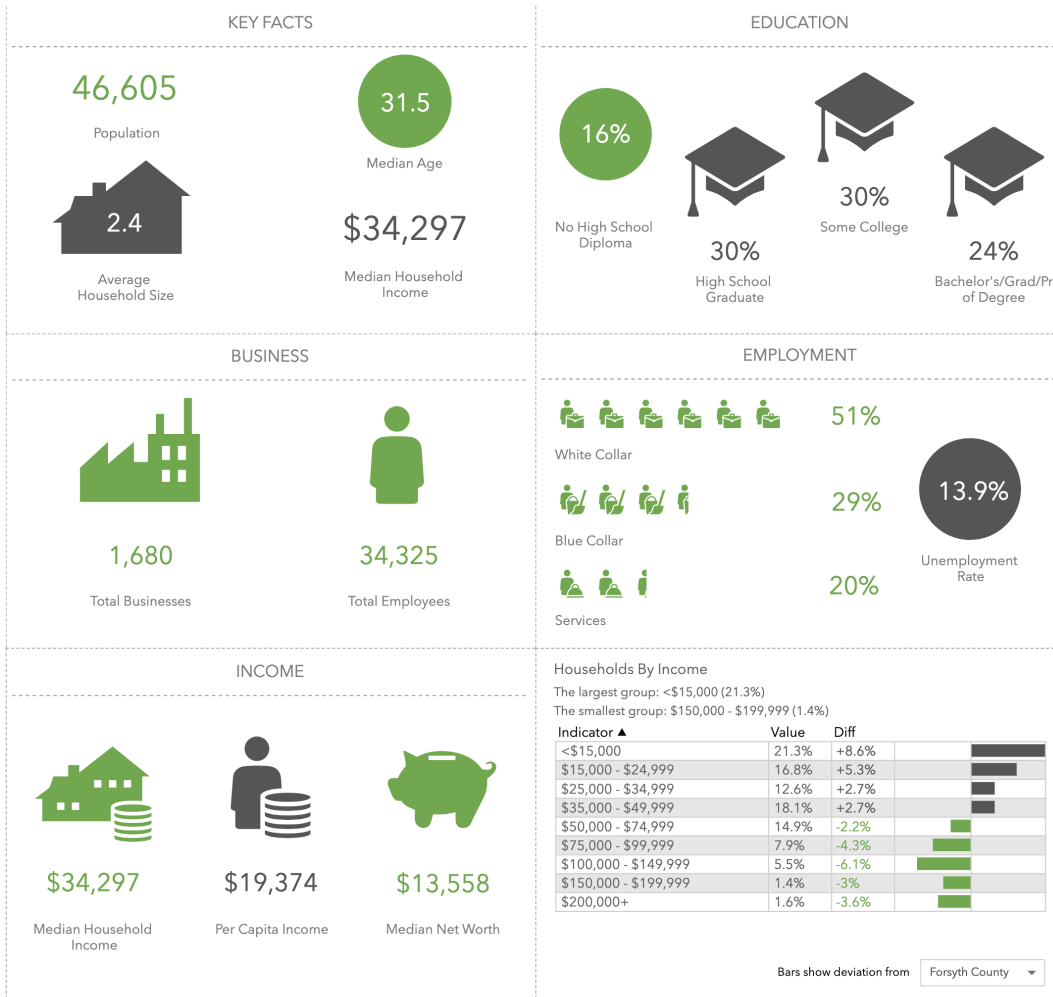 KEY FACTS
46,605
Population
31.5
Median Age
2.4
Average
Household Size
$34,297
Median Household
Income
EDUCATION
16%
No High School
Diploma
30%
High School
Graduate
30%
Some College
24%
Bachelor's/Grad/Pr
of Degree
BUSINESS
1,680
Total Businesses
34,325
Total Employees
EMPLOYMENT
51%
White Collar
29%
Blue Collar
20%
Services
13.9%
Unemployment
Rate
INCOME
$34,297
Median Household
Income
$19,374
Per Capita Income
$13,558
Median Net Worth
Households By Income
The largest group: <$15,000 (21.3%)
The smallest group: $150,000 - $199,999 (1.4%)
Indicator ▲ Value Diff
<$15,000 21.3% +8.6%
$15,000 - $24,999 16.8% +5.3%
$25,000 - $34,999 12.6% +2.7%
$35,000 - $49,999 18.1% +2.7%
$50,000 - $74,999 14.9% -2.2%
$75,000 - $99,999 7.9% -4.3%
$100,000 - $149,999 5.5% -6.1%
$150,000 - $199,999 1.4% -3%
$200,000+ 1.6% -3.6%
Bars show deviation from Forsyth County